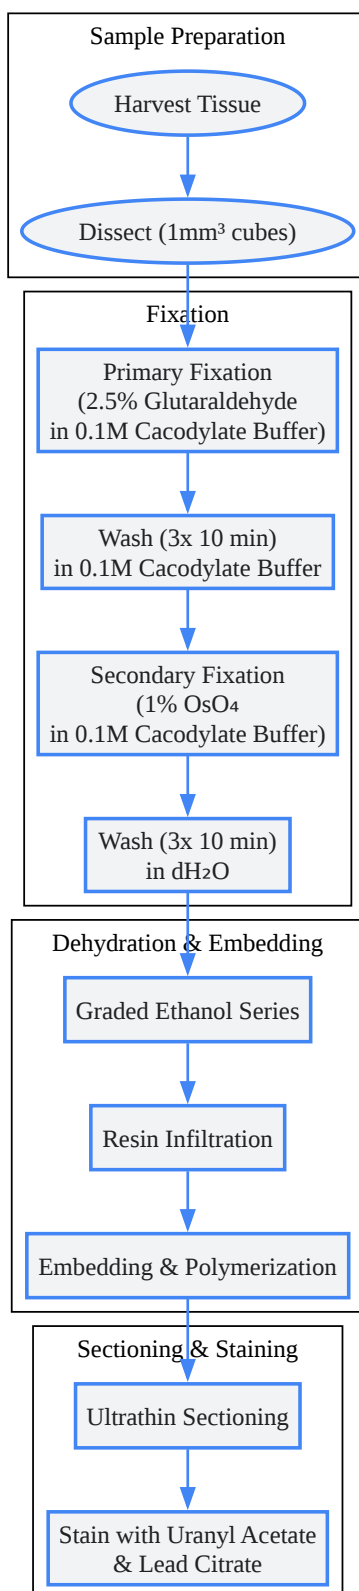 Sample Preparation
Harvest Tissue
Dissect (1mm³ cubes)
Fixation
Primary Fixation
(2.5% Glutaraldehyde
in 0.1M Cacodylate Buffer)
Wash (3x 10 min)
in 0.1M Cacodylate Buffer
Secondary Fixation
(1% OsO₄
in 0.1M Cacodylate Buffer)
Wash (3x 10 min)
in dH₂O
Dehydration & Embedding
Graded Ethanol Series
Resin Infiltration
Embedding & Polymerization
Sectioning & Staining
Ultrathin Sectioning
Stain with Uranyl Acetate
& Lead Citrate